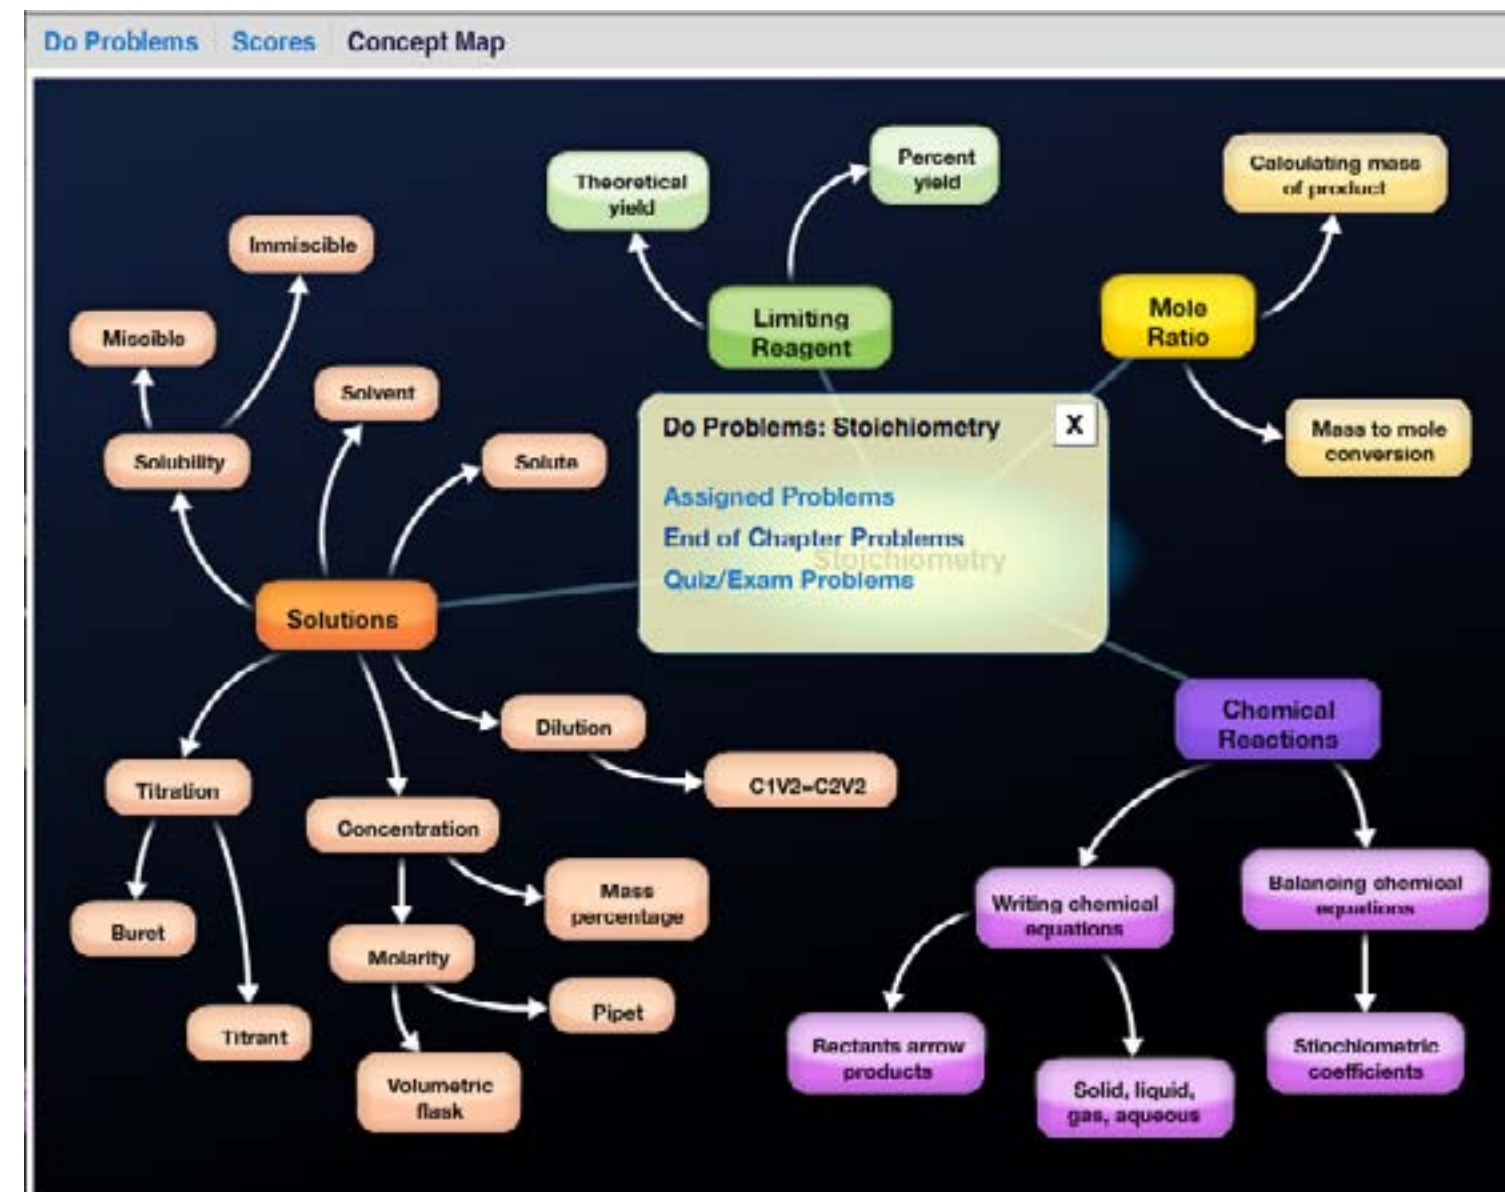 Do Problems
Scores
Concept Map
Theoretical
yield
Percent
yield
Calculating mass
of product
Immiscible
Miscible
Limiting
Reagent
Mole
Ratio
Solvent
Solubility
Solute
Do Problems: Stoichiometry
X
Mass to mole
conversion
Assigned Problems
End of Chapter Problems
Stoichiometry
Quiz/Exam Problems
Solutions
Dilution
Chemical
Reactions
Titration
C1V2=C2V2
Concentration
Mass
percentage
Writing chemical
equations
Balancing chemical
equations
Buret
Molarity
Pipet
Titrant
Volumetric
flask
Rectants arrow
products
Solid, liquid,
gas, aqueous
Stiochiometric
coefficients